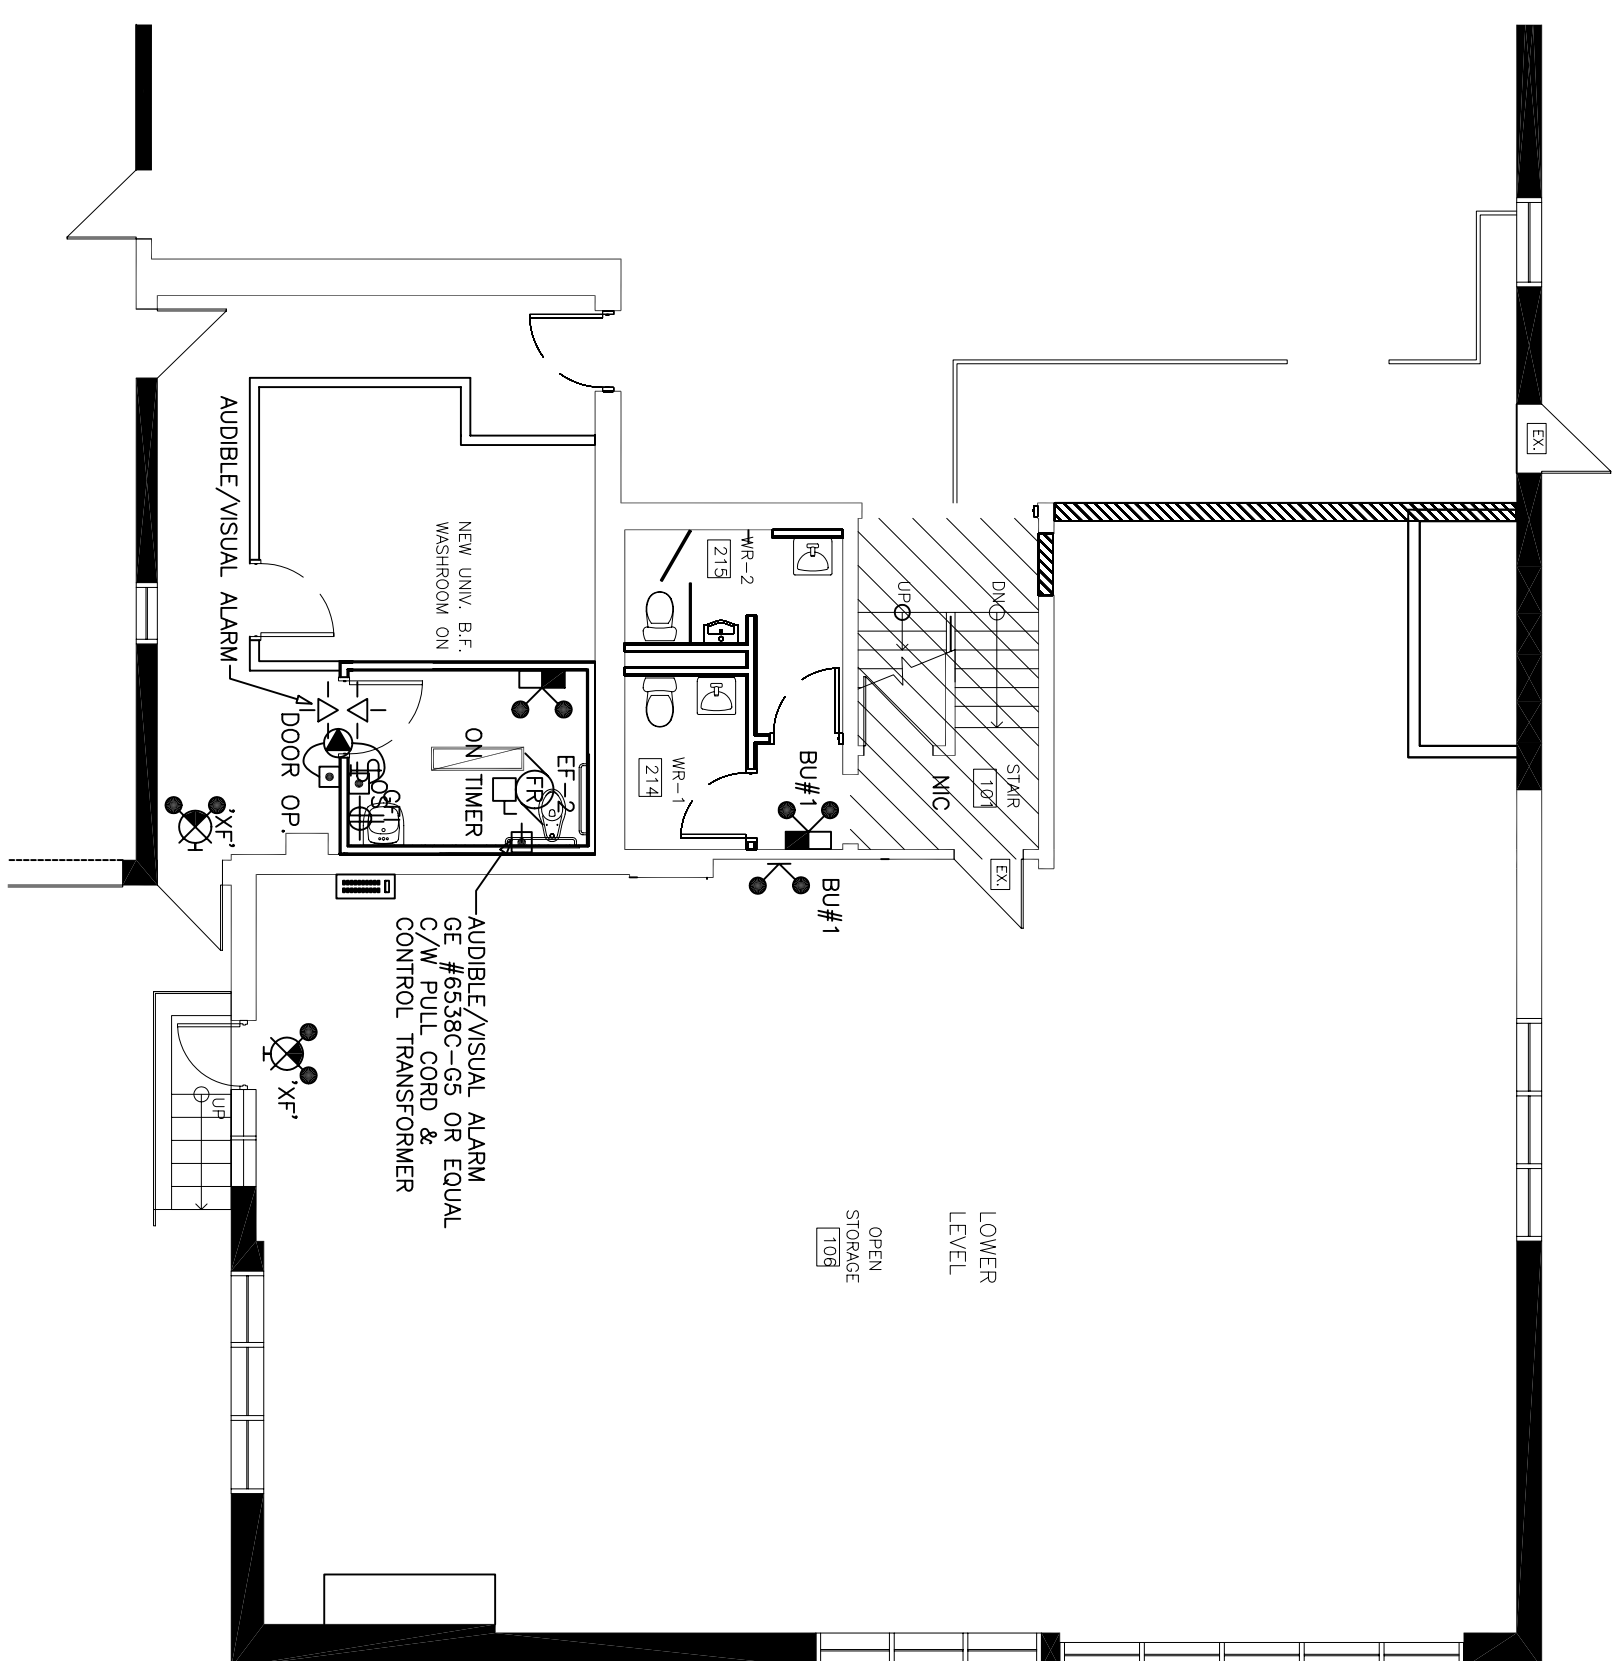 EX.
AUDIBLE/VISUAL ALARM
NEW UNIV. B.F.
WASHROOM ON
WR-2
215
UP
DN
DOOR OP.
'XF'
ON TIMER
EF-2
FR
WR-1
214
BU#1
NIC
STAIR
101
EX.
BU#1
AUDIBLE/VISUAL ALARM
GE #6538C-G5 OR EQUAL
C/W PULL CORD &
CONTROL TRANSFORMER
'XF'
UP
LOWER
LEVEL
OPEN
STORAGE
106